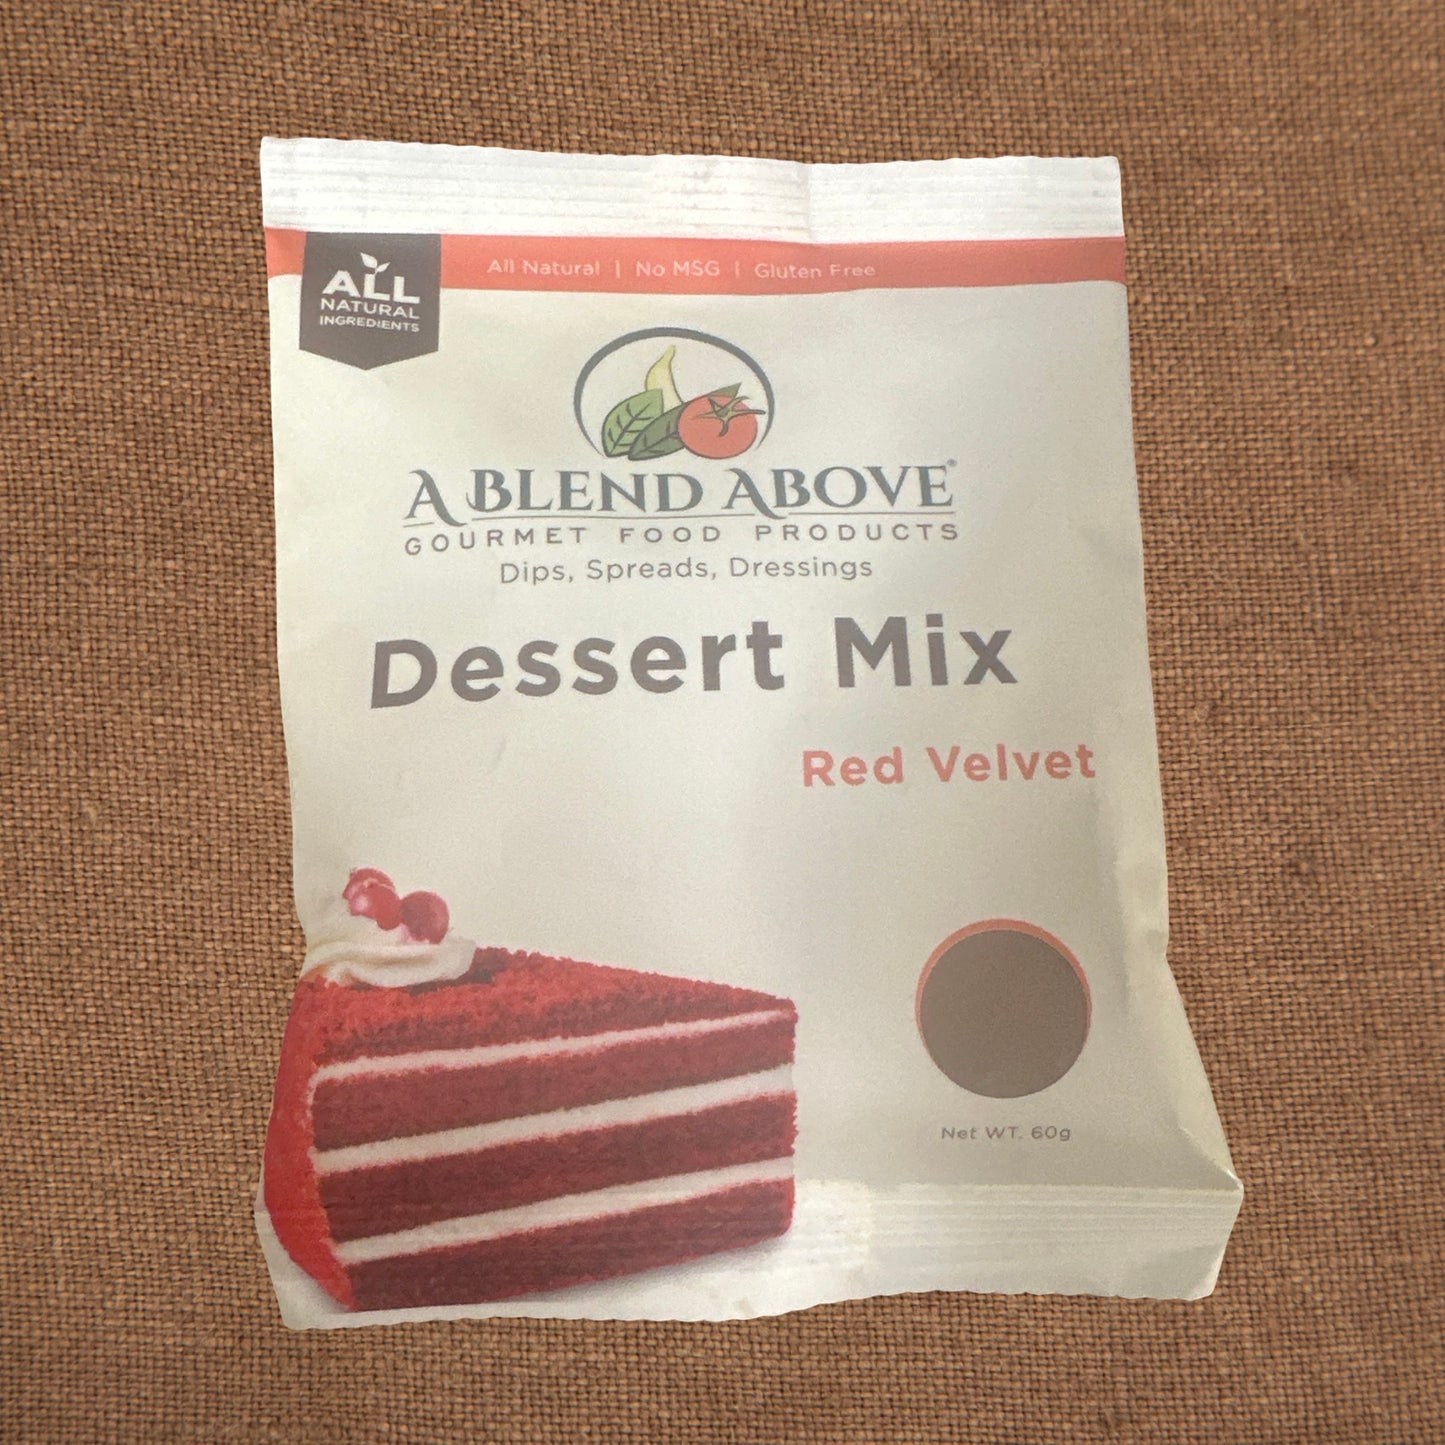 All Natural | No MSG | Gluten Free
ALL
NATURAL
INGREDIENTS
A BLEND ABOVE®
GOURMET FOOD PRODUCTS
Dips, Spreads, Dressings
Dessert Mix
Red Velvet
Net WT. 60g